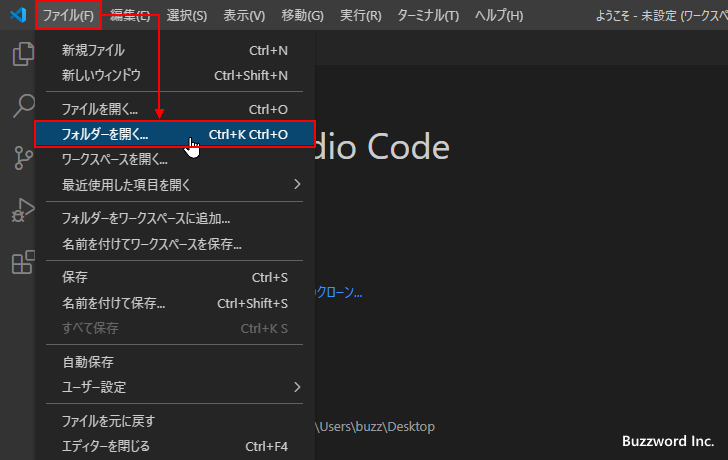 ファイル(F) 編集(E) 選択(S) 表示(V) 移動(G) 実行(R) ターミナル(T) ヘルプ(H) ようこそ - 未設定 (ワークスペ
新規ファイル Ctrl+N
新しいウィンドウ Ctrl+Shift+N
ファイルを開く... Ctrl+O
フォルダーを開く... Ctrl+K Ctrl+O
dio Code
ワークスペースを開く...
最近使用した項目を開く
フォルダーをワークスペースに追加...
名前を付けてワークスペースを保存...
保存 Ctrl+S
クローン...
名前を付けて保存... Ctrl+Shift+S
すべて保存 Ctrl+K S
自動保存
ユーザー設定
ファイルを元に戻す
\Users\buzz\Desktop
エディターを閉じる Ctrl+F4
Buzzword Inc.